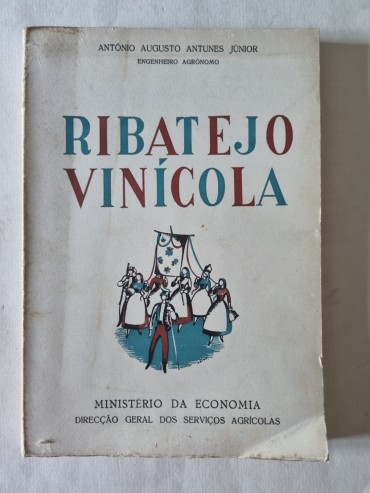 ANTÓNIO AUGUSTO ANTUNES JÚNIOR
ENGENHEIRO AGRÓNOMO
RIBATEJO
VINÍCOLA
MINISTÉRIO DA ECONOMIA
DIRECÇÃO GERAL DOS SERVIÇOS AGRÍCOLAS